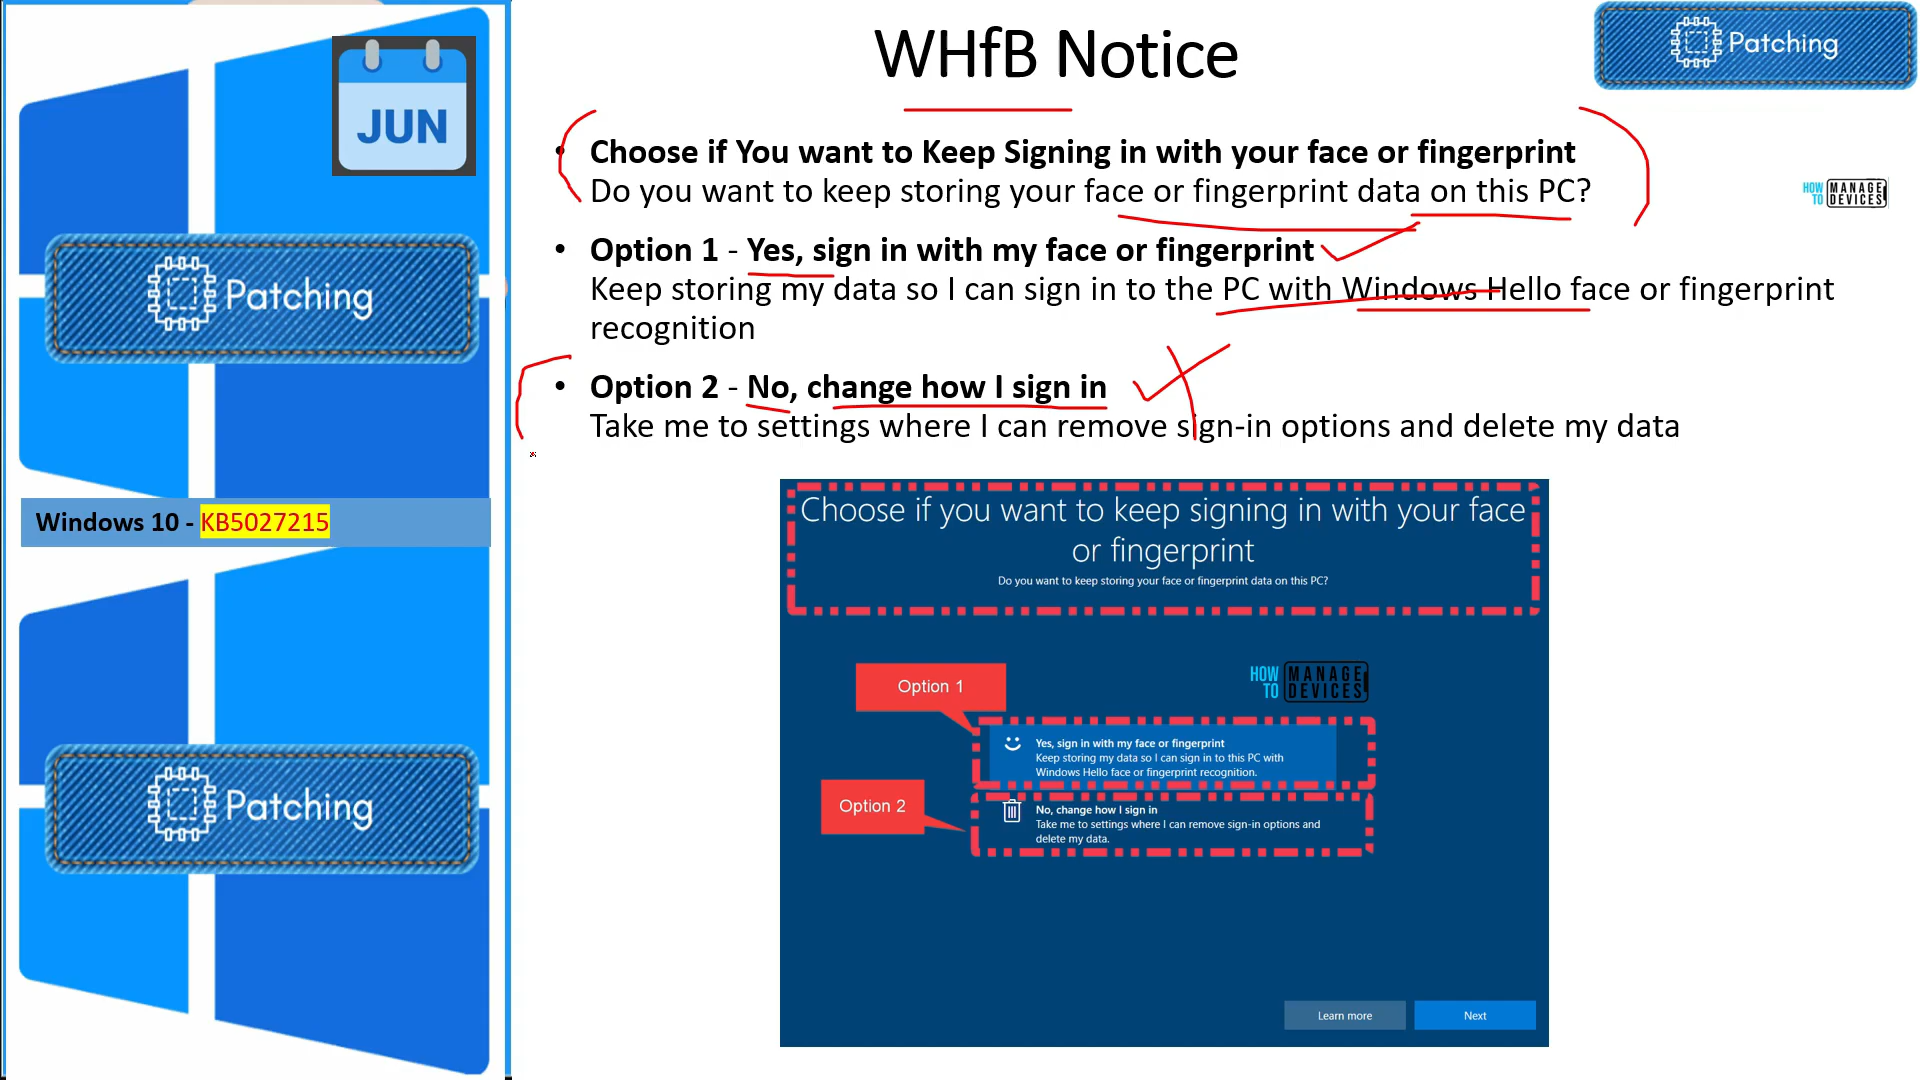 WHfB Notice
Patching
JUN
Choose if You want to Keep Signing in with your face or fingerprint
Do you want to keep storing your face or fingerprint data on this PC?
HOW TO MANAGE DEVICES
Option 1 - Yes, sign in with my face or fingerprint
Keep storing my data so I can sign in to the PC with Windows Hello face or fingerprint
recognition
Patching
Option 2 - No, change how I sign in
Take me to settings where I can remove sign-in options and delete my data
Windows 10 - KB5027215
Choose if you want to keep signing in with your face
or fingerprint
Do you want to keep storing your face or fingerprint data on this PC?
Option 1
HOW TO MANAGE DEVICES
Yes, sign in with my face or fingerprint
Keep storing my data so I can sign in to this PC with
Windows Hello face or fingerprint recognition.
Option 2
No, change how I sign in
Take me to settings where I can remove sign-in options and
delete my data.
Patching
Learn more
Next